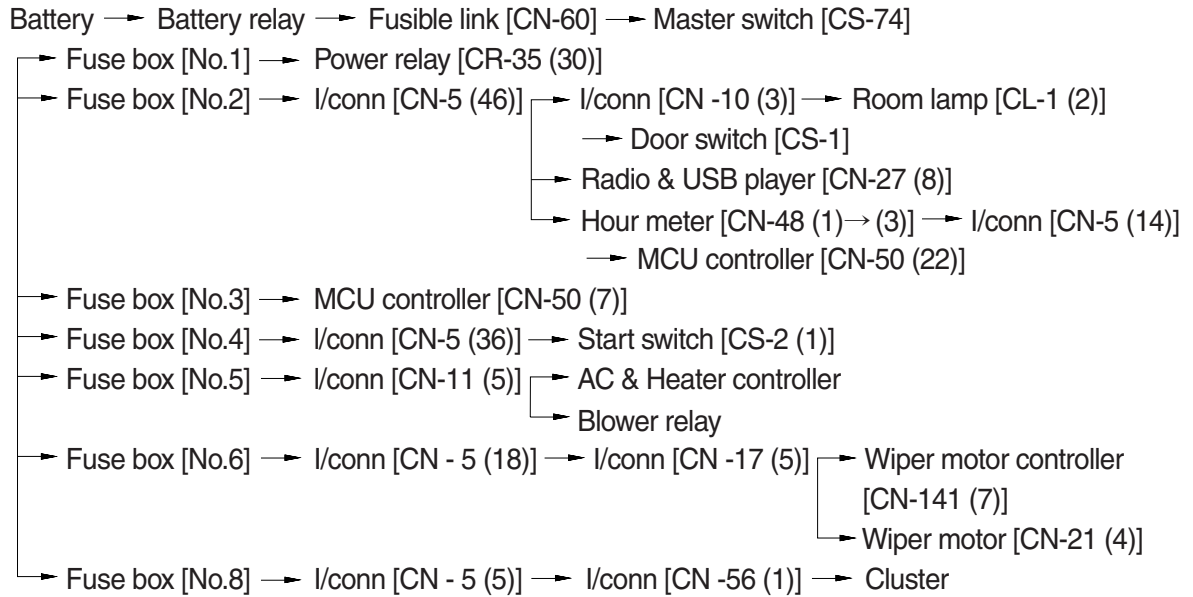 Battery → Battery relay → Fusible link [CN-60] → Master switch [CS-74]
→ Fuse box [No.1] → Power relay [CR-35 (30)]
→ Fuse box [No.2] → I/conn [CN-5 (46)] → I/conn [CN -10 (3)] → Room lamp [CL-1 (2)]
→ Door switch [CS-1]
→ Radio & USB player [CN-27 (8)]
→ Hour meter [CN-48 (1)→ (3)] → I/conn [CN-5 (14)]
→ MCU controller [CN-50 (22)]
→ Fuse box [No.3] → MCU controller [CN-50 (7)]
→ Fuse box [No.4] → I/conn [CN-5 (36)] → Start switch [CS-2 (1)]
→ Fuse box [No.5] → I/conn [CN-11 (5)] → AC & Heater controller
→ Blower relay
→ Fuse box [No.6] → I/conn [CN - 5 (18)] → I/conn [CN -17 (5)] → Wiper motor controller
[CN-141 (7)]
→ Wiper motor [CN-21 (4)]
→ Fuse box [No.8] → I/conn [CN - 5 (5)] → I/conn [CN -56 (1)] → Cluster